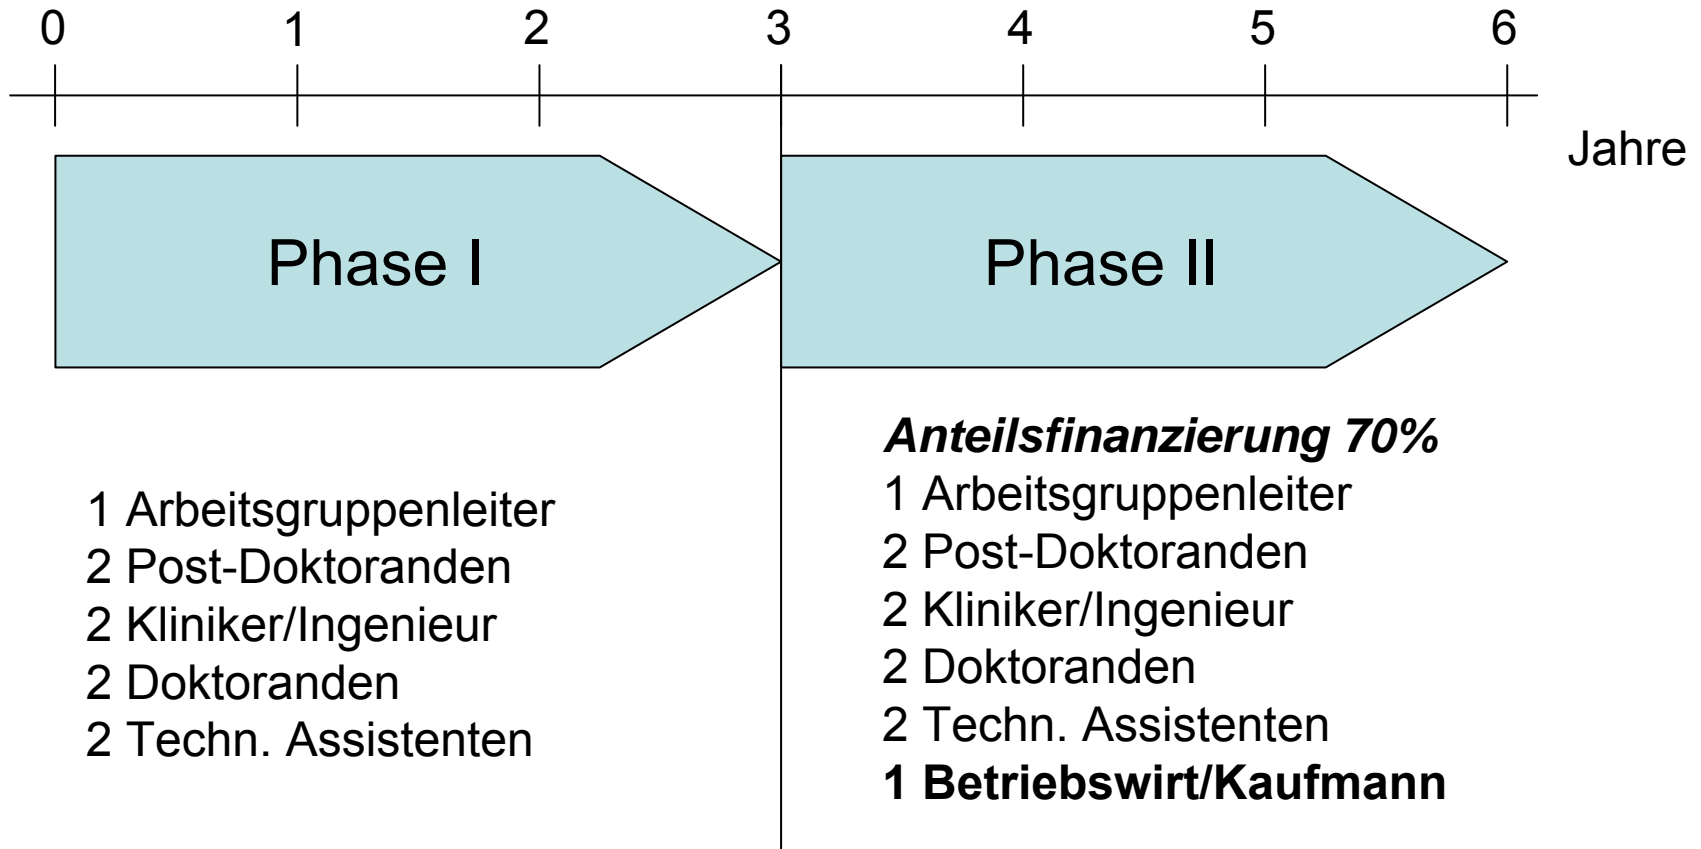 0 1 2 3 4 5 6
Jahre
Phase I
Phase II
1 Arbeitsgruppenleiter
2 Post-Doktoranden
2 Kliniker/Ingenieur
2 Doktoranden
2 Techn. Assistenten
Anteilsfinanzierung 70%
1 Arbeitsgruppenleiter
2 Post-Doktoranden
2 Kliniker/Ingenieur
2 Doktoranden
2 Techn. Assistenten
1 Betriebswirt/Kaufmann